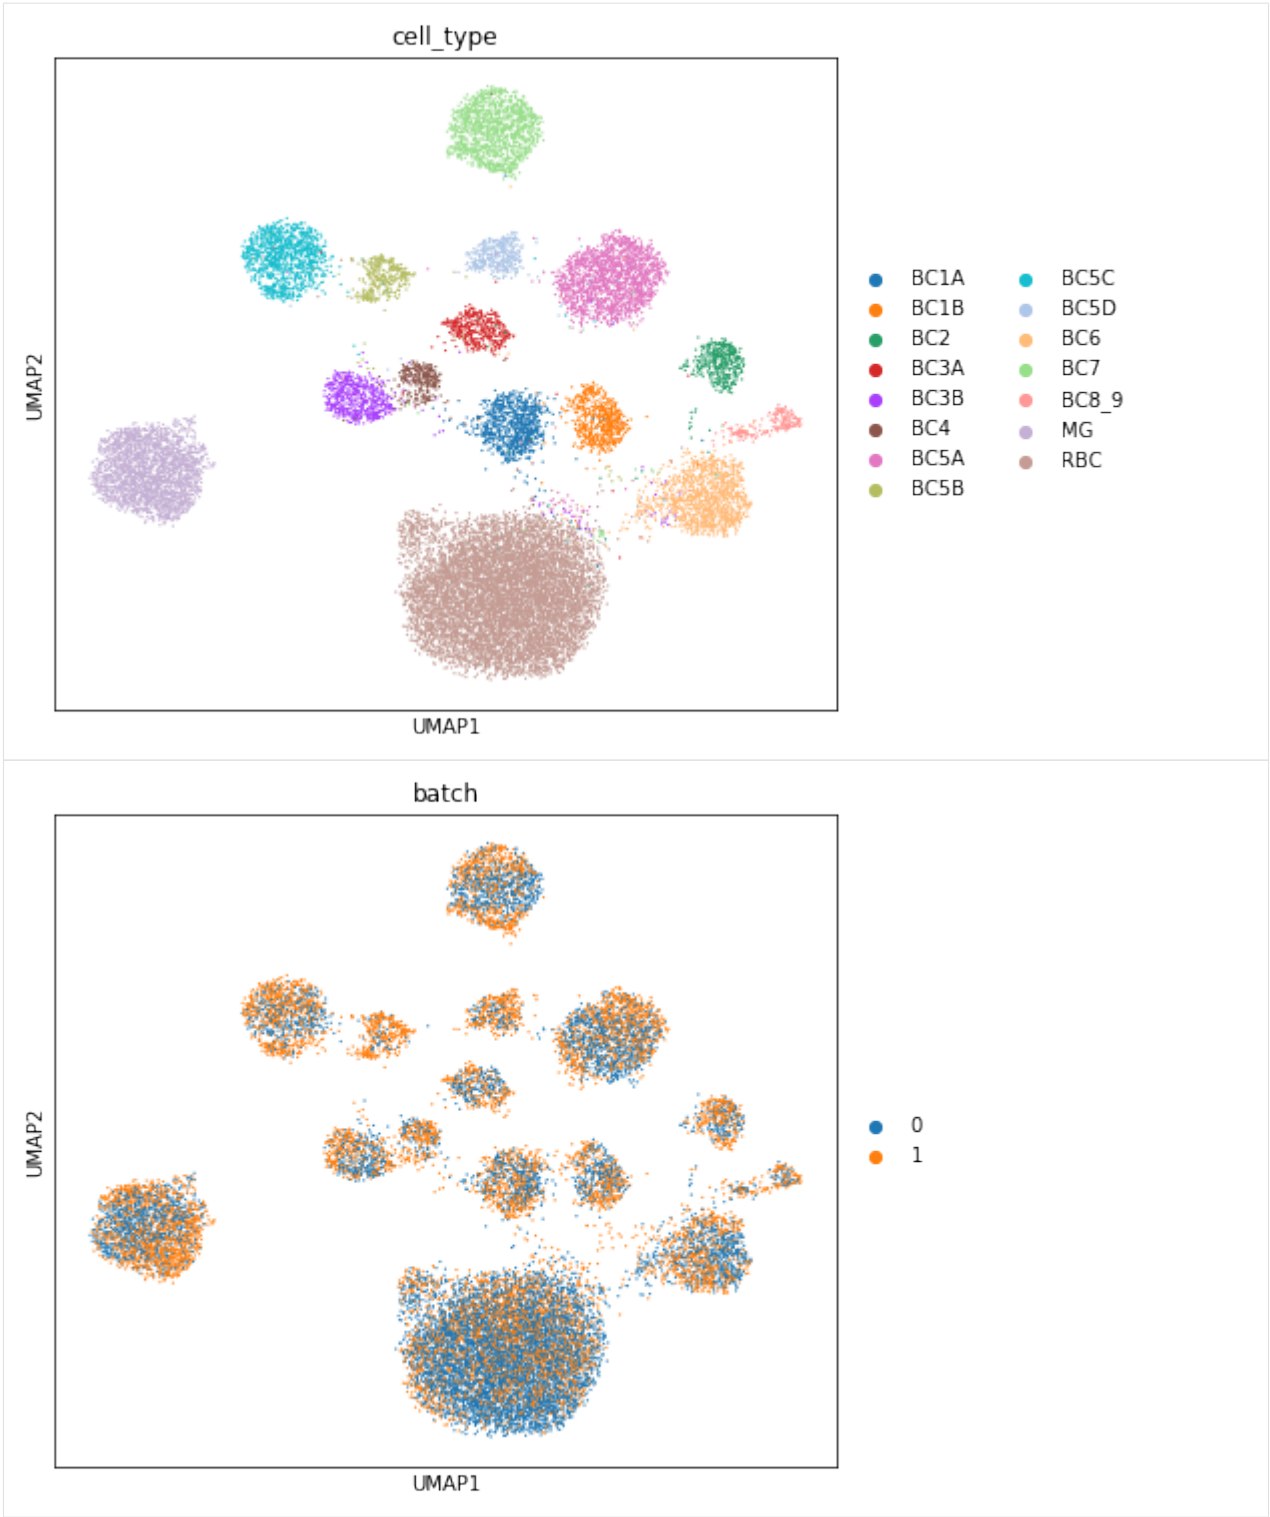 cell_type
UMAP2
UMAP1
BC1A
BC1B
BC2
BC3A
BC3B
BC4
BC5A
BC5B
BC5C
BC5D
BC6
BC7
BC8_9
MG
RBC
batch
UMAP2
UMAP1
0
1